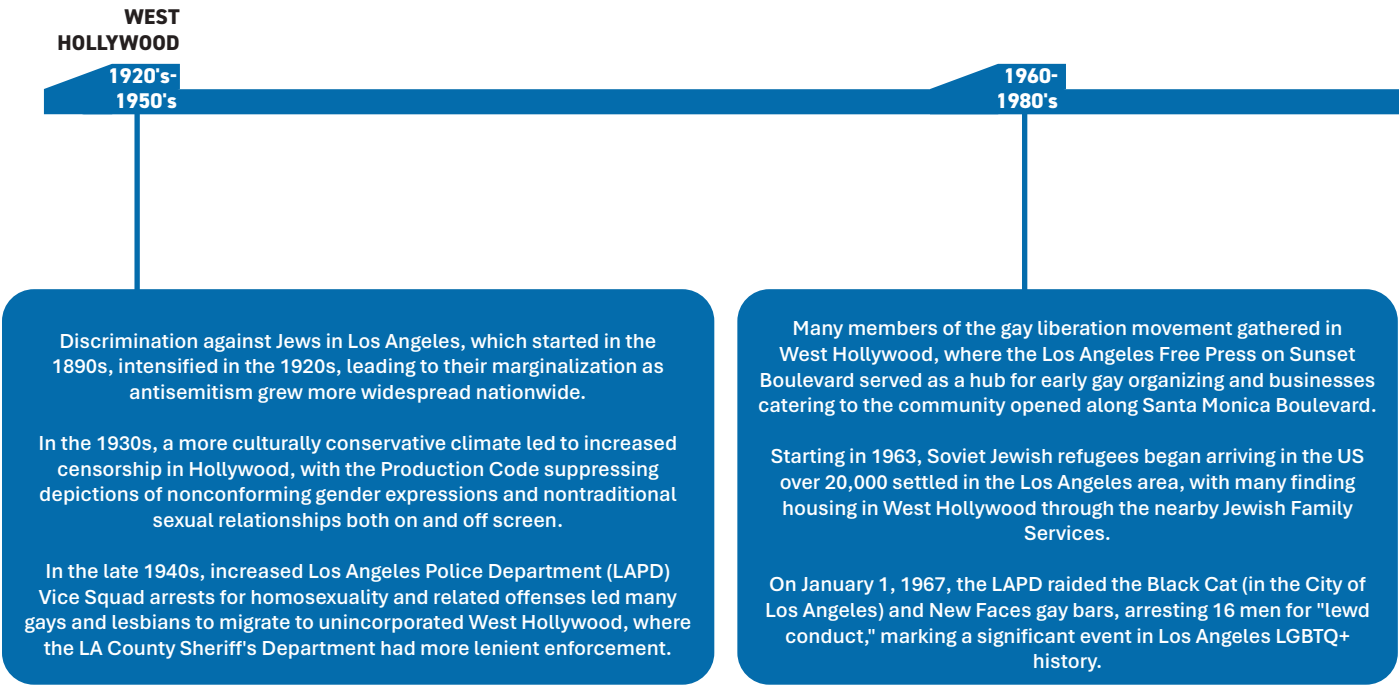 WEST
HOLLYWOOD
1920's-
1950's
1960-
1980's
Discrimination against Jews in Los Angeles, which started in the
1890s, intensified in the 1920s, leading to their marginalization as
antisemitism grew more widespread nationwide.
In the 1930s, a more culturally conservative climate led to increased
censorship in Hollywood, with the Production Code suppressing
depictions of nonconforming gender expressions and nontraditional
sexual relationships both on and off screen.
In the late 1940s, increased Los Angeles Police Department (LAPD)
Vice Squad arrests for homosexuality and related offenses led many
gays and lesbians to migrate to unincorporated West Hollywood, where
the LA County Sheriff's Department had more lenient enforcement.
Many members of the gay liberation movement gathered in
West Hollywood, where the Los Angeles Free Press on Sunset
Boulevard served as a hub for early gay organizing and businesses
catering to the community opened along Santa Monica Boulevard.
Starting in 1963, Soviet Jewish refugees began arriving in the US
over 20,000 settled in the Los Angeles area, with many finding
housing in West Hollywood through the nearby Jewish Family
Services.
On January 1, 1967, the LAPD raided the Black Cat (in the City of
Los Angeles) and New Faces gay bars, arresting 16 men for "lewd
conduct," marking a significant event in Los Angeles LGBTQ+
history.